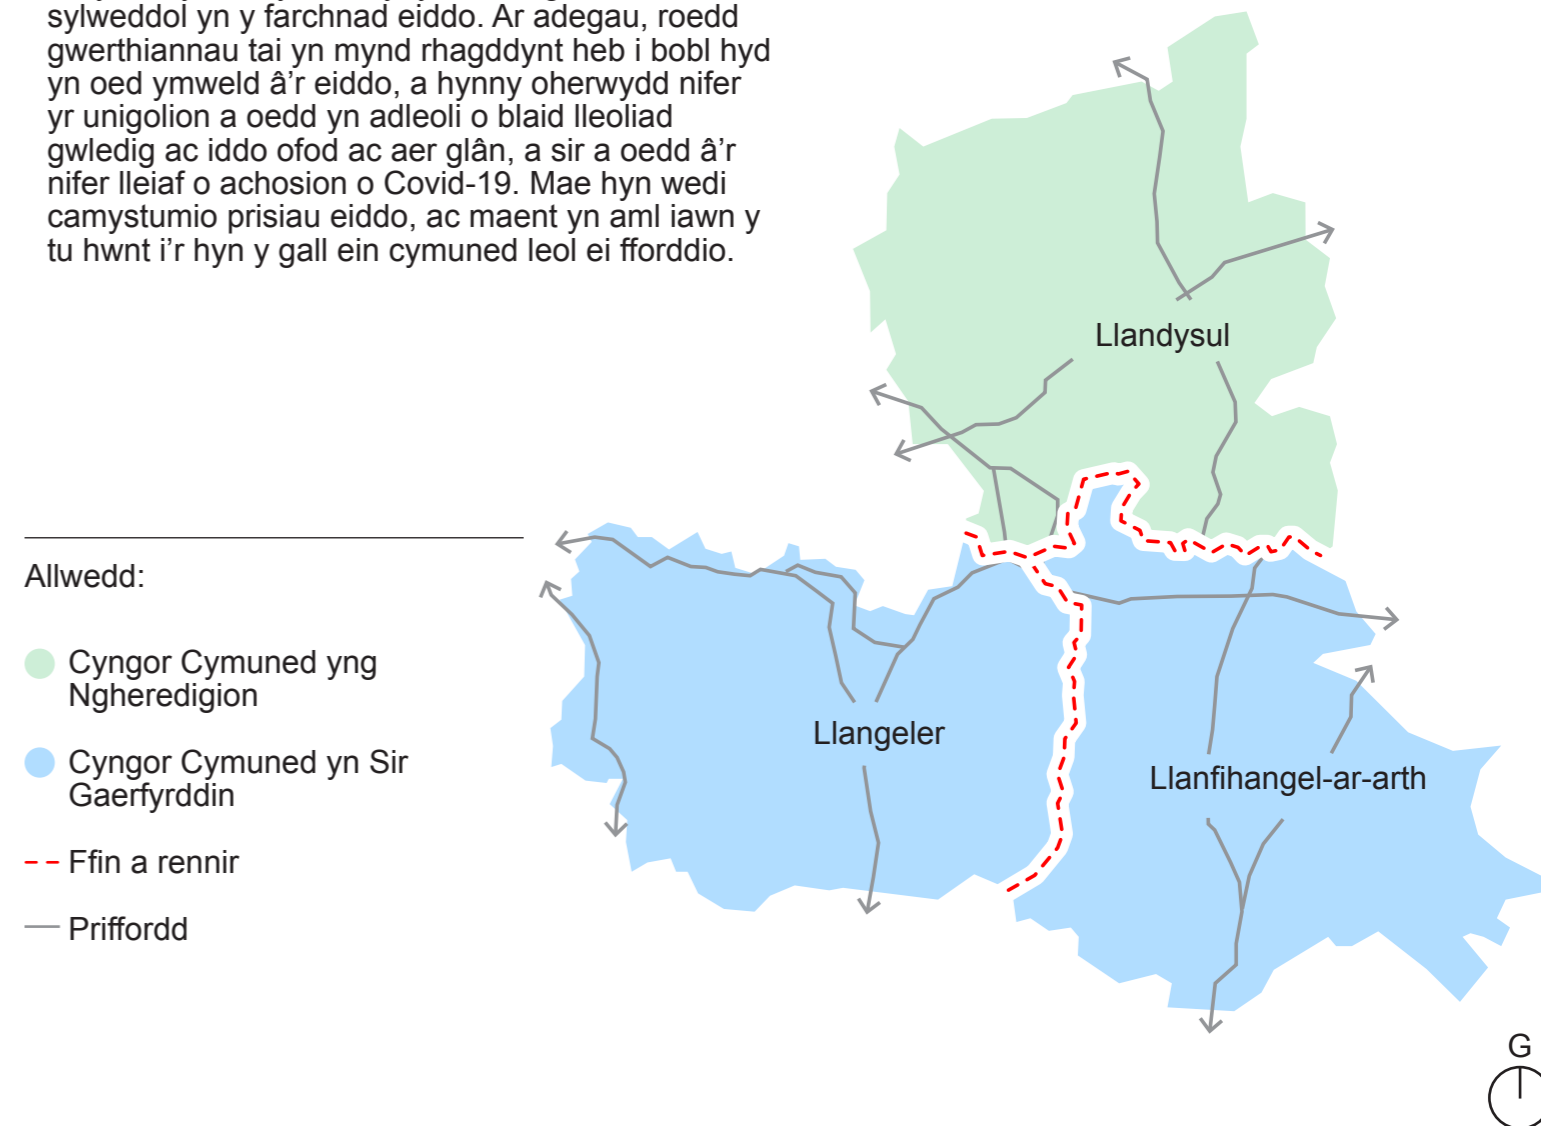 sylweddol yn y farchnad eiddo. Ar adegau, roedd
gwerthiannau tai yn mynd rhagddynt heb i bobl hyd
yn oed ymweld â’r eiddo, a hynny oherwydd nifer
yr unigolion a oedd yn adleoli o blaid lleoliad
gwledig ac iddo ofod ac aer glân, a sir a oedd â’r
nifer lleiaf o achosion o Covid-19. Mae hyn wedi
camystumio prisiau eiddo, ac maent yn aml iawn y
tu hwnt i’r hyn y gall ein cymuned leol ei fforddio.
Llandysul
Allwedd:
Cyngor Cymuned yng
Ngheredigion
Cyngor Cymuned yn Sir
Gaerfyrddin
Ffin a rennir
Priffordd
Llangeler
Llanfihangel-ar-arth
G